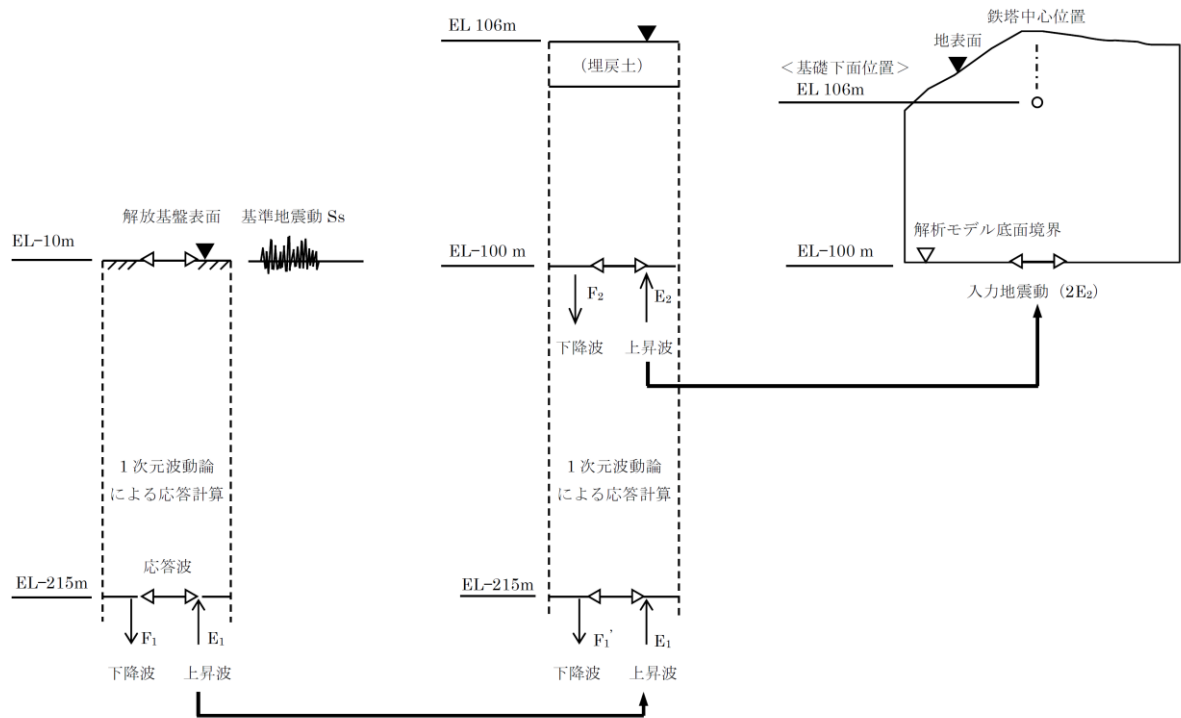 解放基盤表面
基準地震動 Ss
EL−10m
1 次元波動論
による応答計算
応答波
EL−215m
F₁
E₁
下降波
上昇波
EL 106m
(埋戻土)
EL−100 m
F₂
E₂
下降波
上昇波
1 次元波動論
による応答計算
EL−215m
F₁'
E₁
下降波
上昇波
鉄塔中心位置
地表面
＜基礎下面位置＞
EL 106m
解析モデル底面境界
EL−100 m
入力地震動（2E₂）